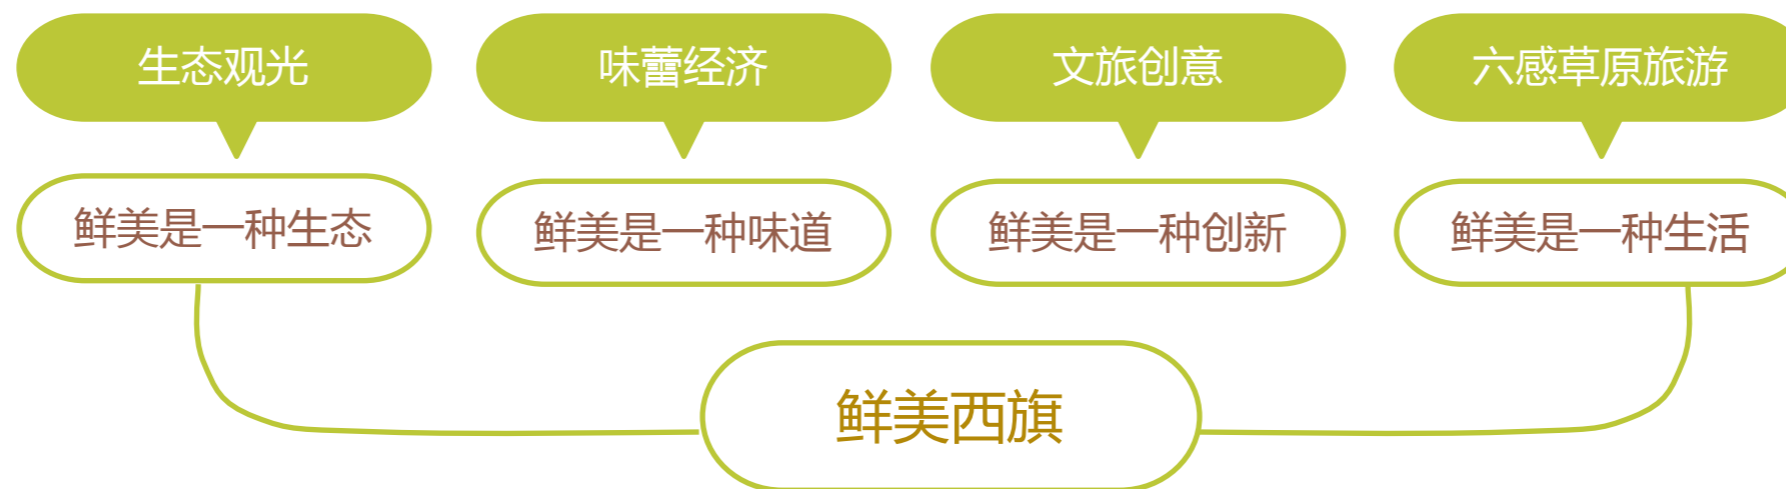 生态观光
味蕾经济
文旅创意
六感草原旅游
鲜美是一种生态
鲜美是一种味道
鲜美是一种创新
鲜美是一种生活
鲜美西旗